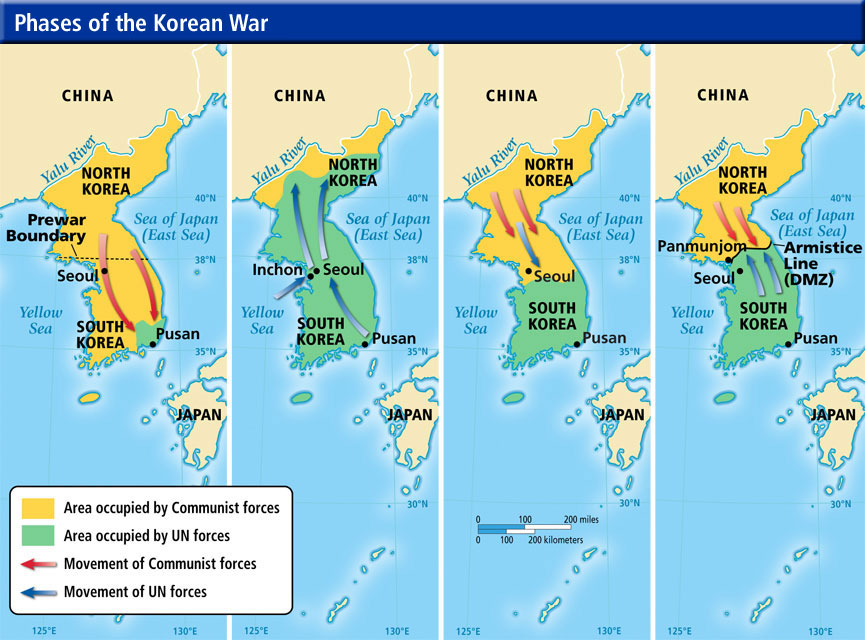 Phases of the Korean War
CHINA
Yalu River
NORTH
KOREA
40°N
Prewar
Boundary
Sea of Japan
(East Sea)
38°N
Seoul
Yellow
Sea
SOUTH
KOREA
Pusan
35°N
JAPAN
125°E
130°E
CHINA
Yalu River
NORTH
KOREA
40°N
Sea of Japan
(East Sea)
38°N
Inchon
Seoul
Yellow
Sea
SOUTH
KOREA
Pusan
35°N
JAPAN
30°N
125°E
130°E
CHINA
Yalu River
NORTH
KOREA
40°N
Sea of Japan
(East Sea)
38°N
Seoul
Yellow
Sea
SOUTH
KOREA
Pusan
35°N
JAPAN
30°N
0 100 200 miles
0 100 200 kilometers
125°E
130°E
CHINA
Yalu River
NORTH
KOREA
40°N
Sea of Japan
(East Sea)
Panmunjom
Armistice
Line
(DMZ)
38°N
Seoul
Yellow
Sea
SOUTH
KOREA
Pusan
35°N
JAPAN
30°N
125°E
130°E
Area occupied by Communist forces
Area occupied by UN forces
Movement of Communist forces
Movement of UN forces